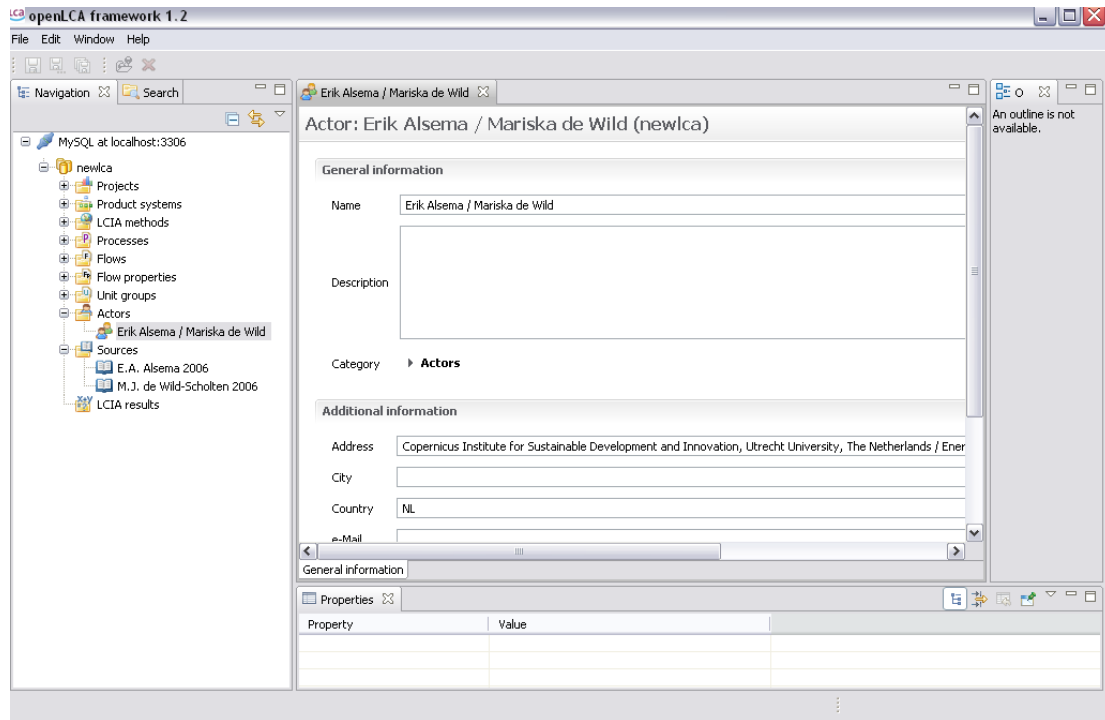 openLCA framework 1.2
File Edit Window Help
Navigation Search
MySQL at localhost:3306
newlca
Projects
Product systems
LCIA methods
Processes
Flows
Flow properties
Unit groups
Actors
Erik Alsema / Mariska de Wild
Sources
E.A. Alsema 2006
M.J. de Wild-Scholten 2006
LCIA results
Erik Alsema / Mariska de Wild
Actor: Erik Alsema / Mariska de Wild (newlca)
General information
Name Erik Alsema / Mariska de Wild
Description
Category Actors
Additional information
Address Copernicus Institute for Sustainable Development and Innovation, Utrecht University, The Netherlands / Ener
City
Country NL
e-Mail
General information
O
An outline is not
available.
Properties
Property Value